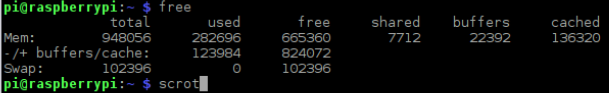 pi@raspberrypi:~ $ free
total used free shared buffers cached
Mem: 948056 282696 665360 7712 22392 136320
-/+ buffers/cache: 123984 824072
Swap: 102396 0 102396
pi@raspberrypi:~ $ scrot